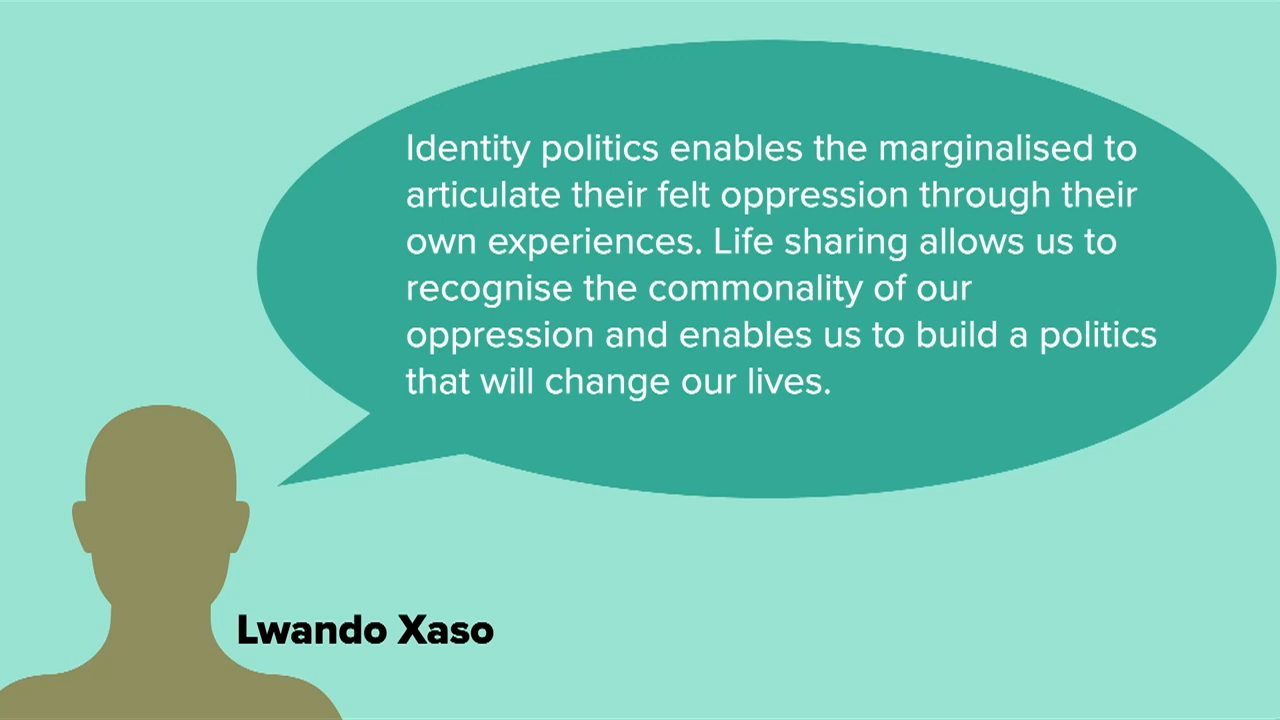 Identity politics enables the marginalised to
articulate their felt oppression through their
own experiences. Life sharing allows us to
recognise the commonality of our
oppression and enables us to build a politics
that will change our lives.
Lwando Xaso